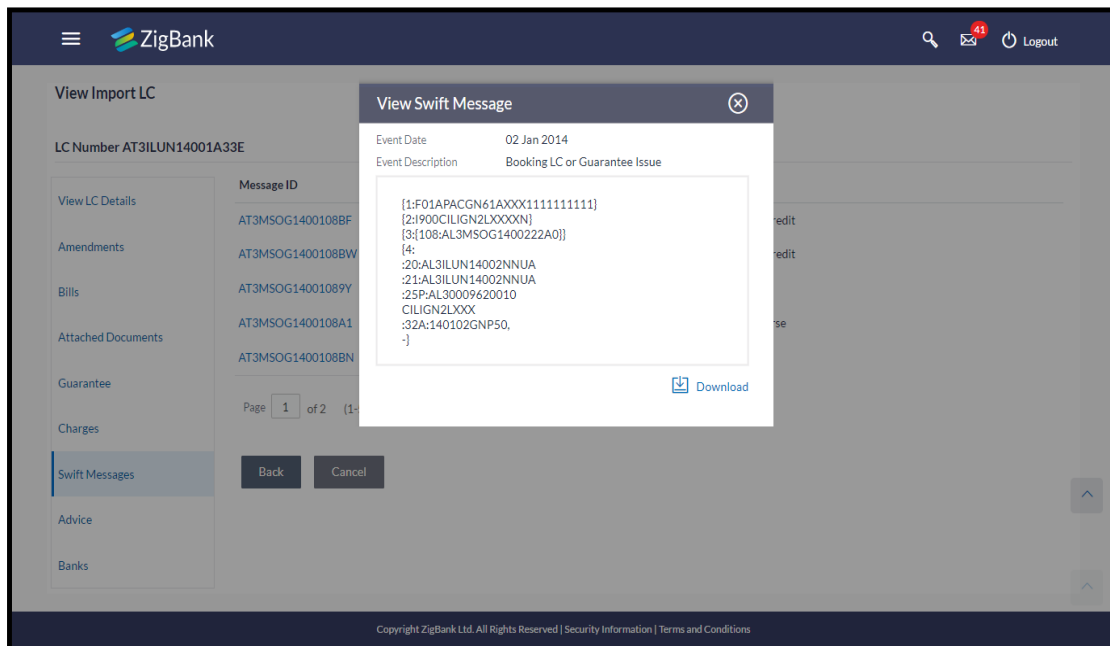 ZigBank
41
Logout
View Import LC
LC Number AT3ILUN14001A33E
View LC Details
Amendments
Bills
Attached Documents
Guarantee
Charges
Swift Messages
Advice
Banks
Message ID
AT3MSOG1400108BF
redit
AT3MSOG1400108BW
redit
AT3MSOG14001089Y
AT3MSOG1400108A1
rse
AT3MSOG1400108BN
Page 1 of 2 (1-
Back Cancel
View Swift Message
Event Date 02 Jan 2014
Event Description Booking LC or Guarantee Issue
{1:F01APACGN61AXXX1111111111}
{2:I900CILIGN2LXXXXN}
{3:{108:AL3MSOG1400222A0}}
{4:
:20:AL3ILUN14002NNUA
:21:AL3ILUN14002NNUA
:25P:AL30009620010
CILIGN2LXXX
:32A:140102GNP50,
-}
Download
Copyright ZigBank Ltd. All Rights Reserved | Security Information | Terms and Conditions